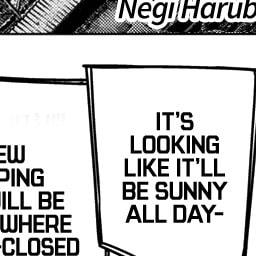 Negi Harub
IT'S
LOOKING
LIKE IT'LL
BE SUNNY
ALL DAY-
EW
PING
ILL BE
WHERE
-CLOSED